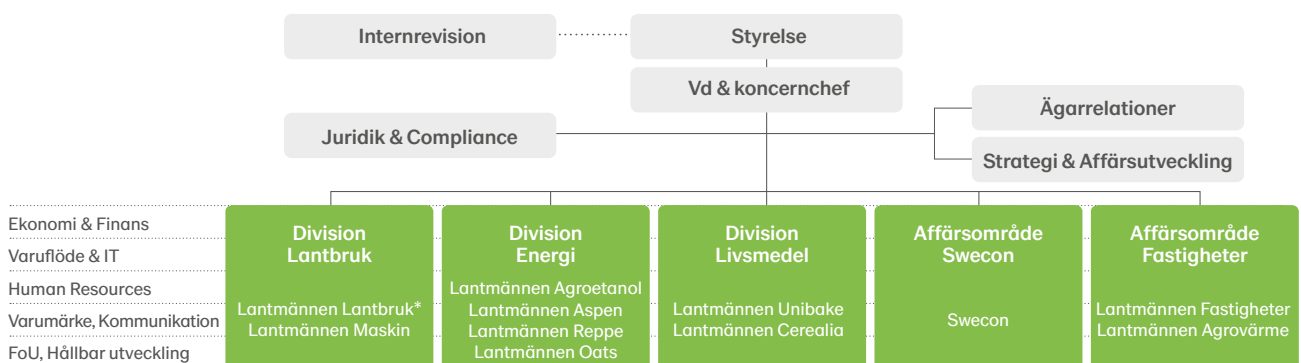 Internrevision
Styrelse
Vd & koncernchef
Ägarrelationer
Juridik & Compliance
Strategi & Affärsutveckling
Ekonomi & Finans
Varuflöde & IT
Human Resources
Varumärke, Kommunikation
FoU, Hållbar utveckling
Division
Lantbruk
Lantmännen Lantbruk*
Lantmännen Maskin
Division
Energi
Lantmännen Agroetanol
Lantmännen Aspen
Lantmännen Reppe
Lantmännen Oats
Division
Livsmedel
Lantmännen Unibake
Lantmännen Cerealia
Affärsområde
Swecon
Swecon
Affärsområde
Fastigheter
Lantmännen Fastigheter
Lantmännen Agrovärme